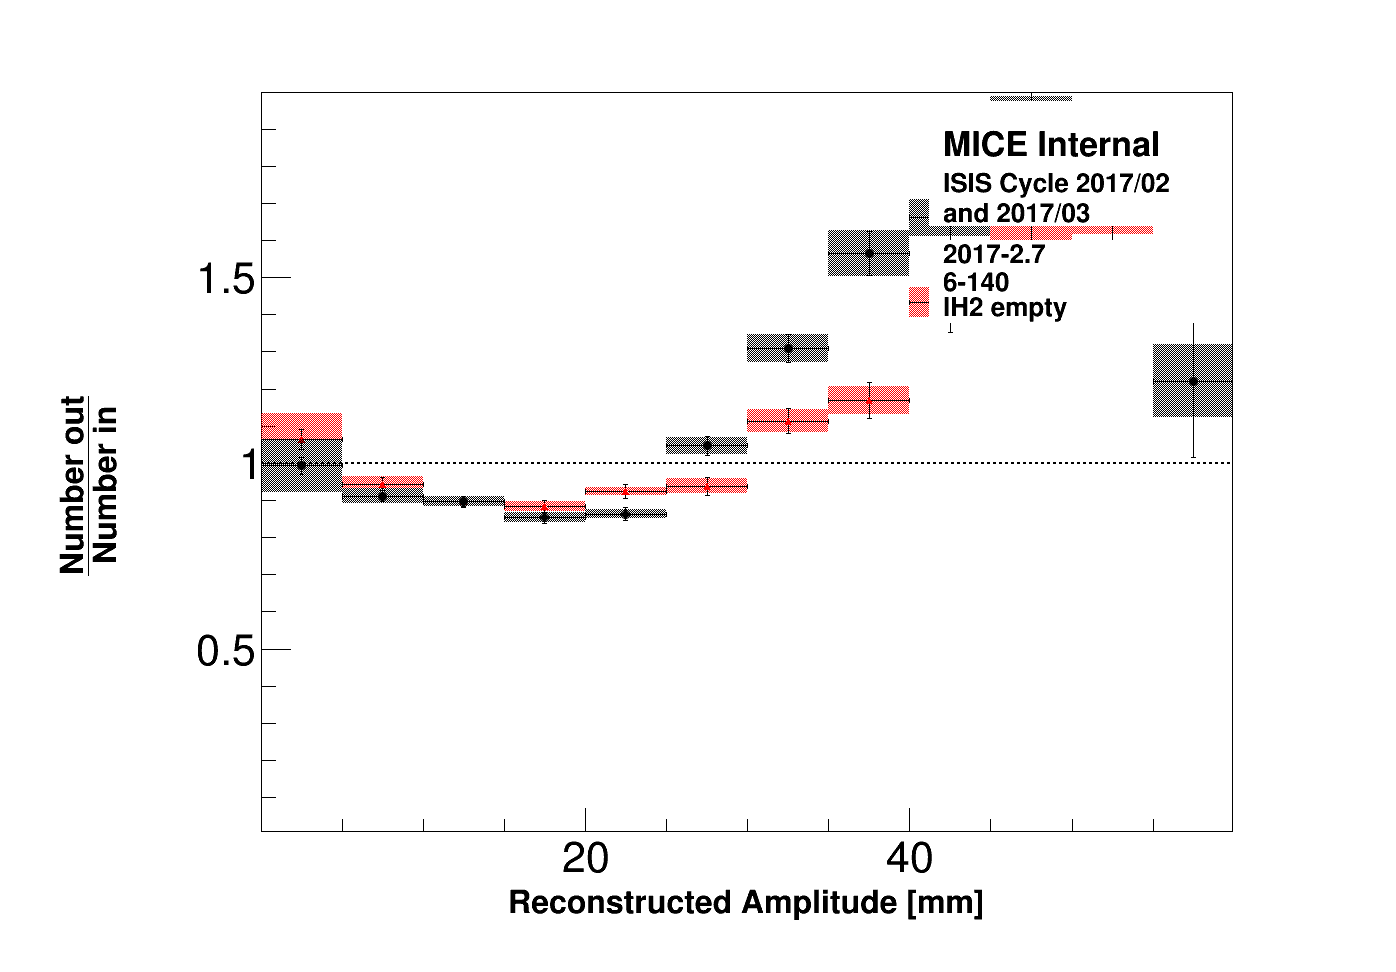 MICE Internal
ISIS Cycle 2017/02
and 2017/03
2017-2.7
6-140
lH2 empty
1.5
1
0.5
Number out
Number in
20
40
Reconstructed Amplitude [mm]